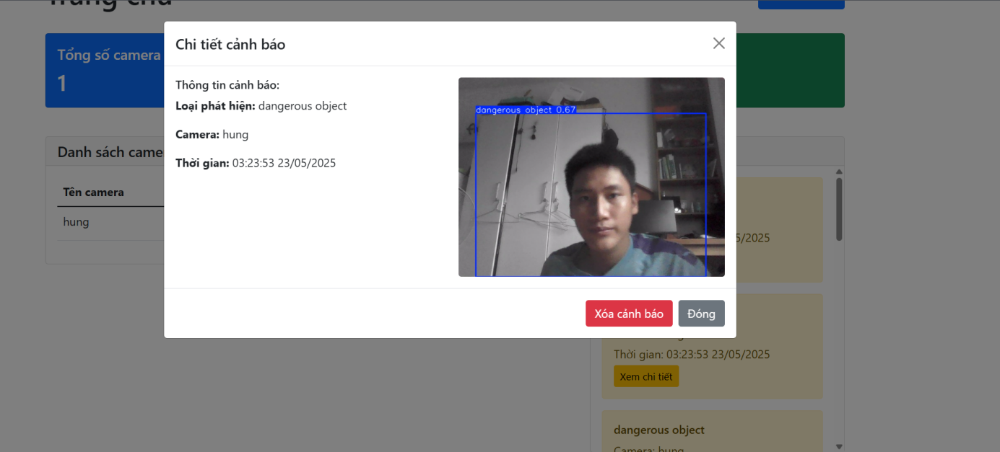 Trang chủ
Tổng số camera
1
Danh sách came
Tên camera
hung
Chi tiết cảnh báo
Thông tin cảnh báo:
Loại phát hiện: dangerous object
Camera: hung
Thời gian: 03:23:53 23/05/2025
dangerous object 0.67
Xóa cảnh báo
Đóng
5/2025
Thời gian: 03:23:53 23/05/2025
Xem chi tiết
dangerous object
Camera: hung